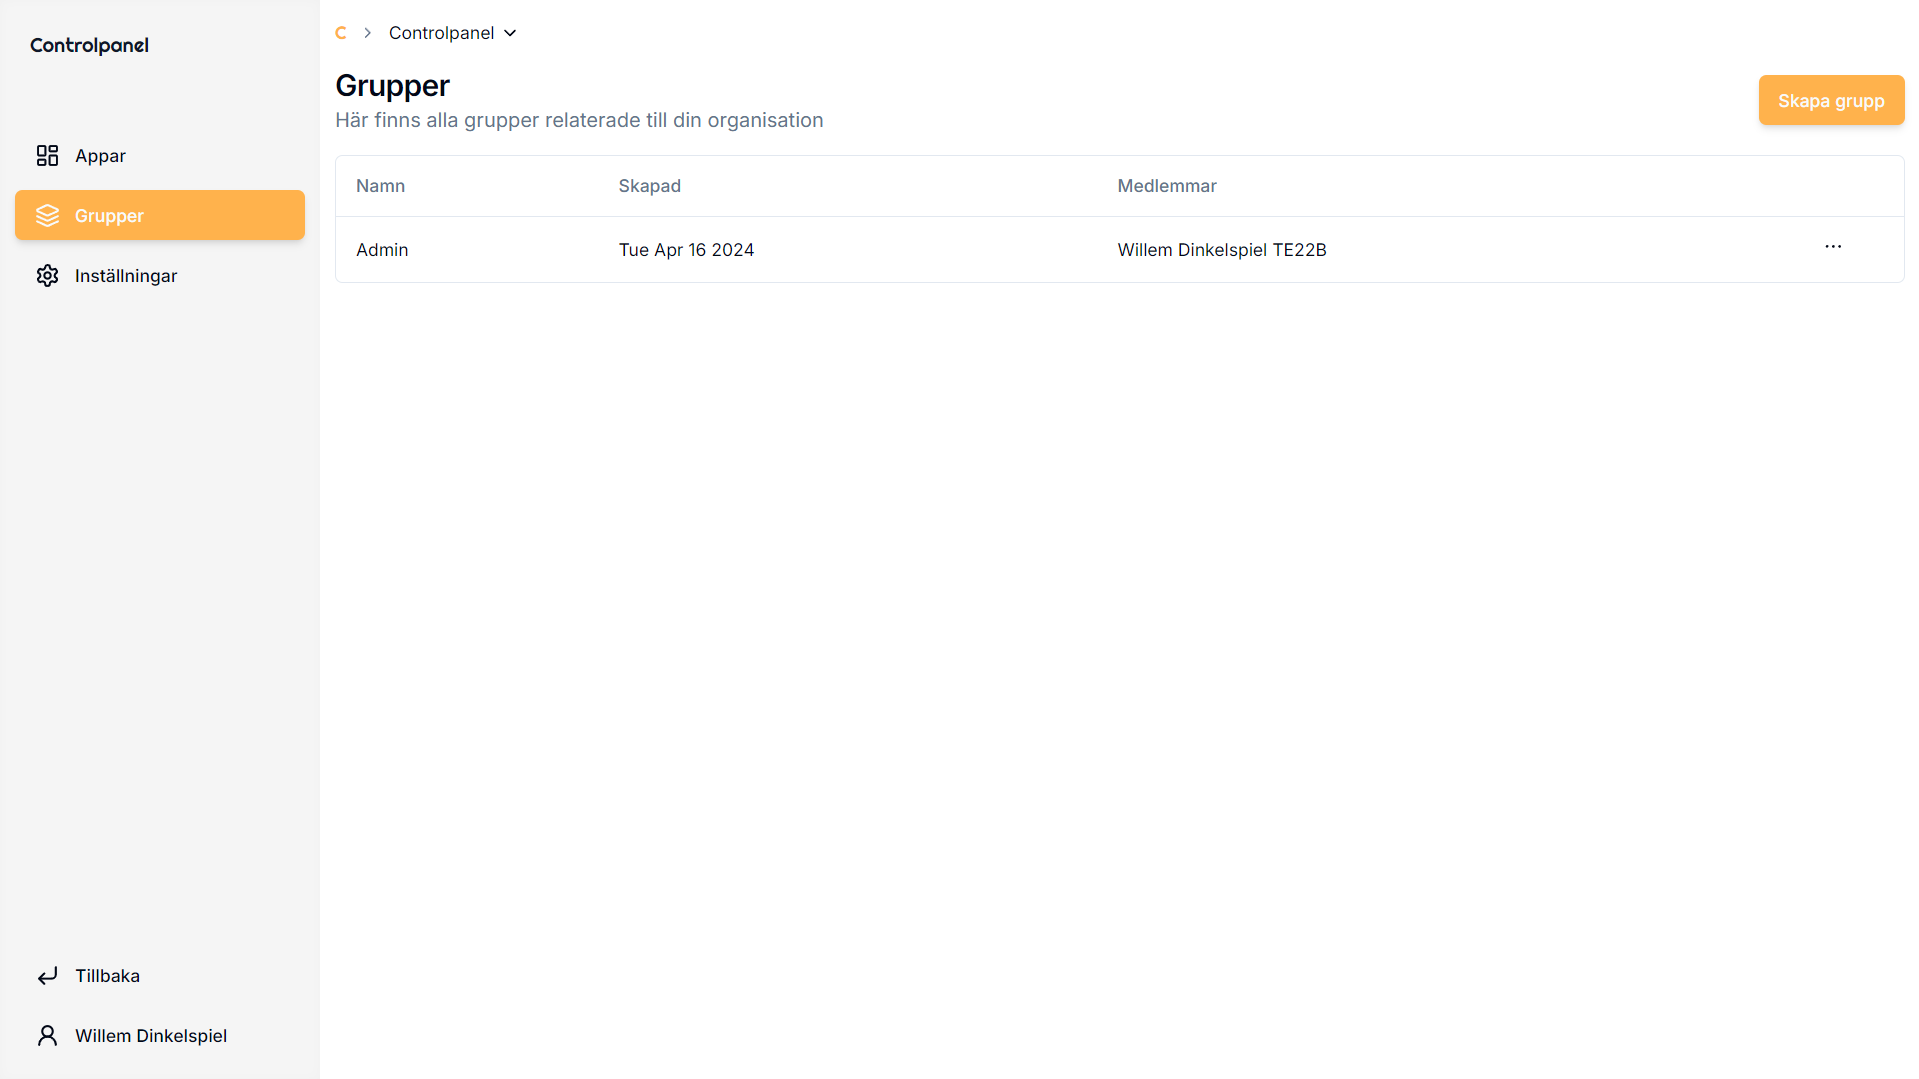 Controlpanel
Appar
Grupper
Inställningar
Tillbaka
Willem Dinkelspiel
C > Controlpanel
Grupper
Här finns alla grupper relaterade till din organisation
Skapa grupp
Namn Skapad Medlemmar
Admin Tue Apr 16 2024 Willem Dinkelspiel TE22B ...